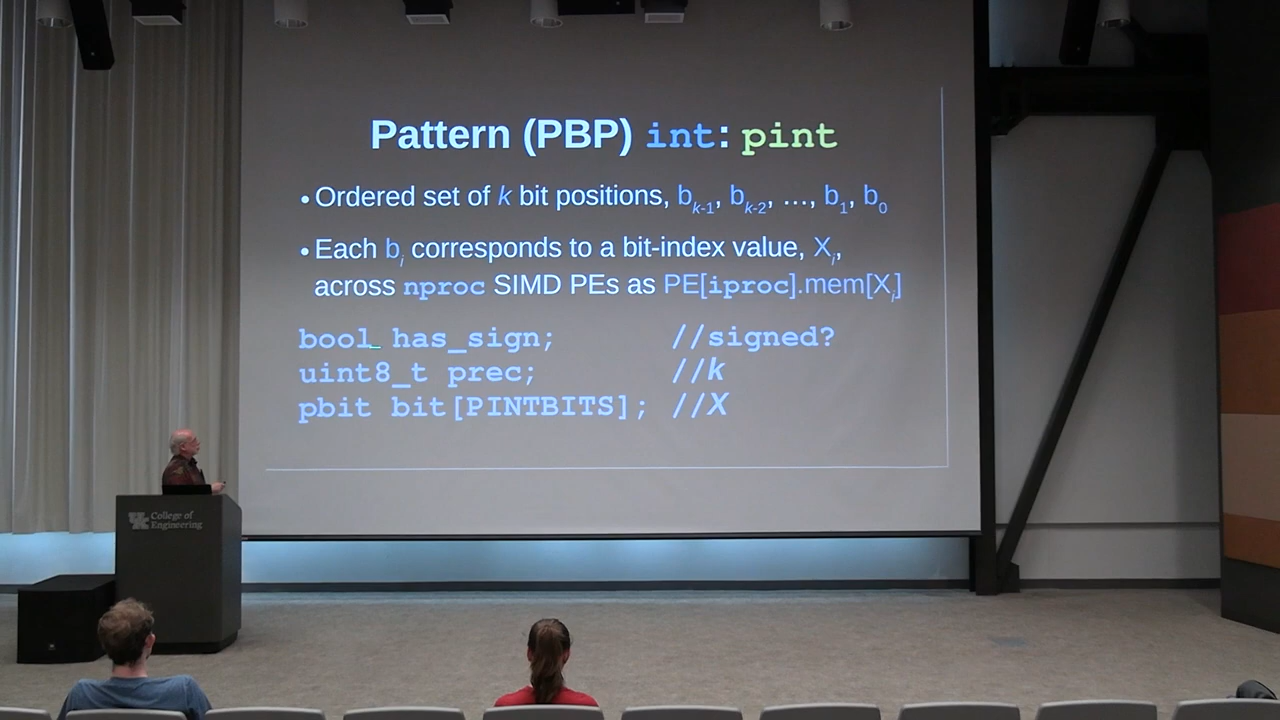 Pattern (PBP) int: pint
• Ordered set of k bit positions, bk-1, bk-2, …, b1, b0
• Each bi corresponds to a bit-index value, Xi,
across nproc SIMD PEs as PE[iproc].mem[Xi]
bool has_sign; //signed?
uint8_t prec; //k
pbit bit[PINTBITS]; //X
UK College of
Engineering